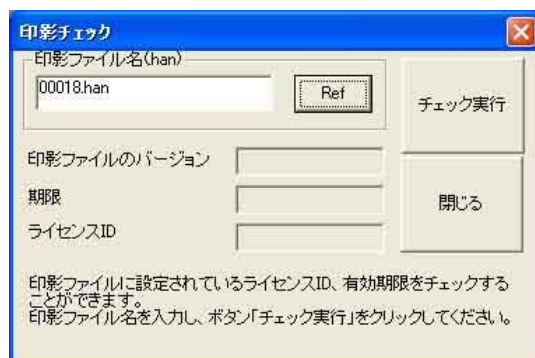 印影チェック
印影ファイル名(han)
00018.han
Ref
チェック実行
印影ファイルのバージョン
期限
ライセンスID
閉じる
印影ファイルに設定されているライセンスID、有効期限をチェックする
ことができます。
印影ファイル名を入力し、ボタン「チェック実行」をクリックしてください。